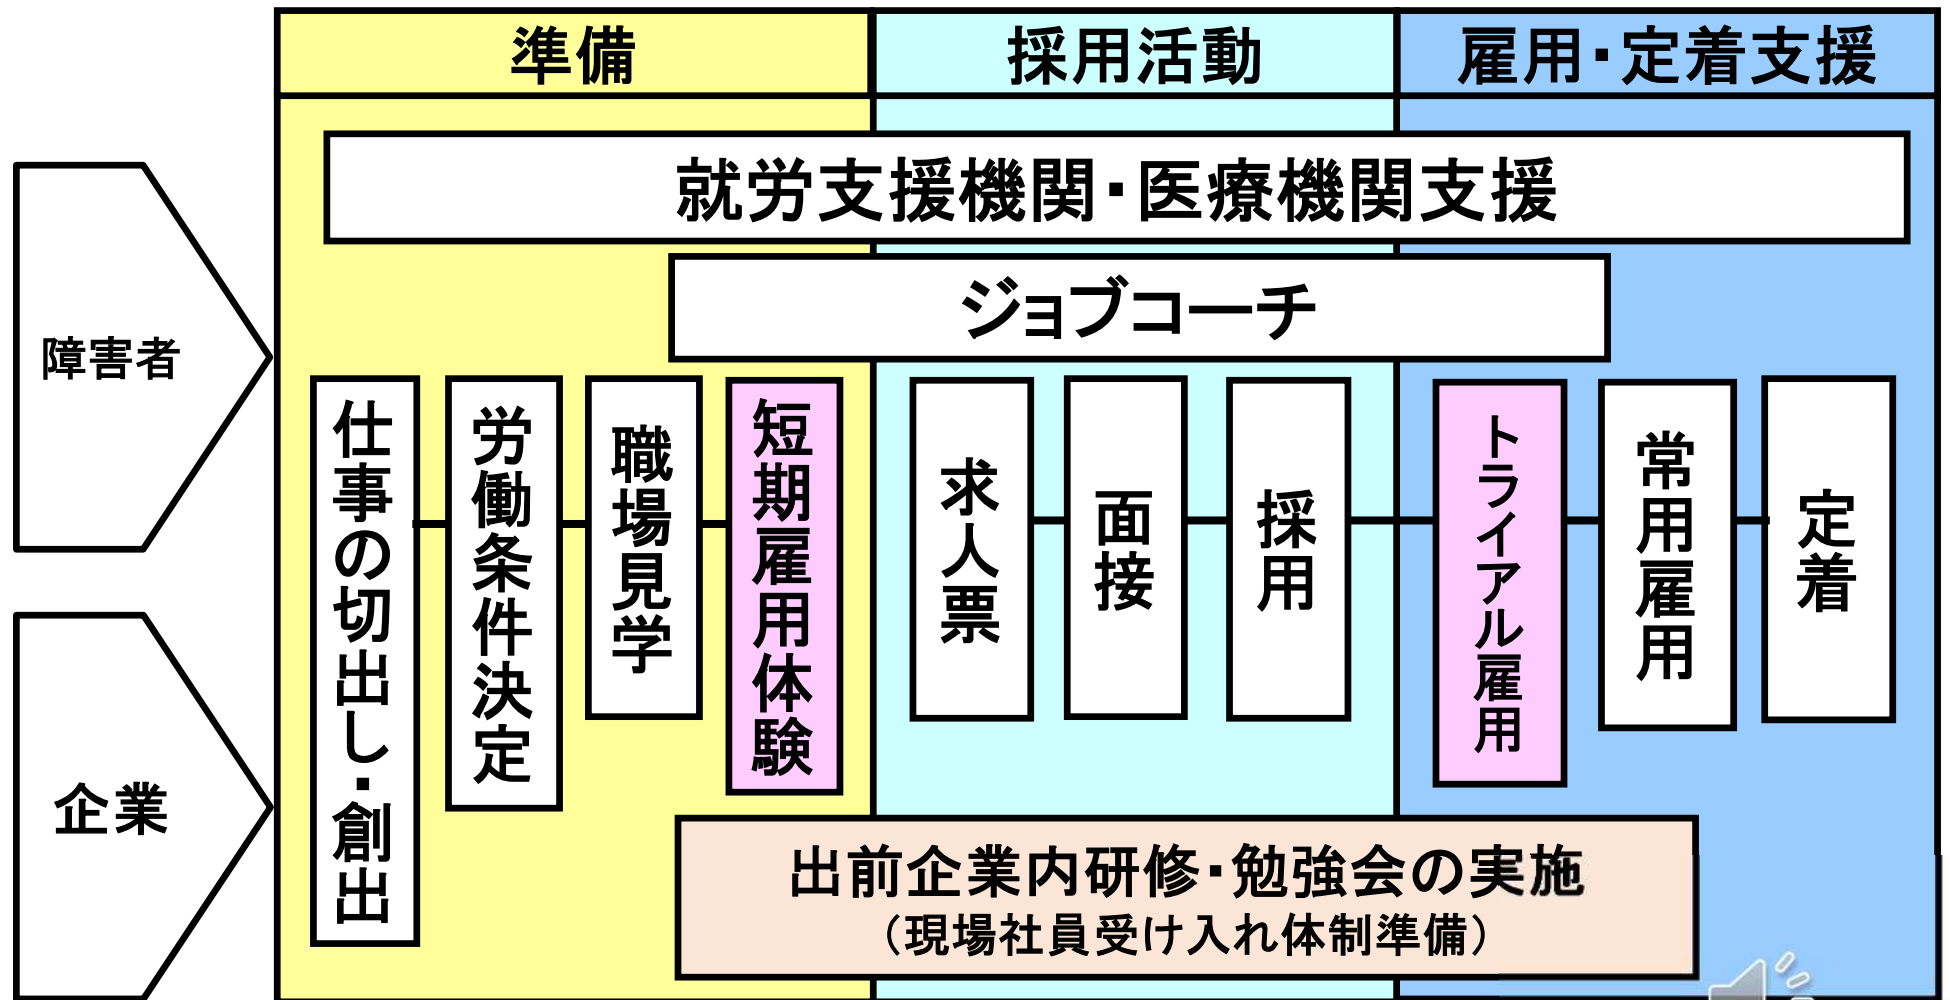 準備
採用活動
雇用・定着支援
就労支援機関・医療機関支援
ジョブコーチ
障害者
企業
仕事の切出し・創出
労働条件決定
職場見学
短期雇用体験
求人票
面接
採用
トライアル雇用
常用雇用
定着
出前企業内研修・勉強会の実施
（現場社員受け入れ体制準備）